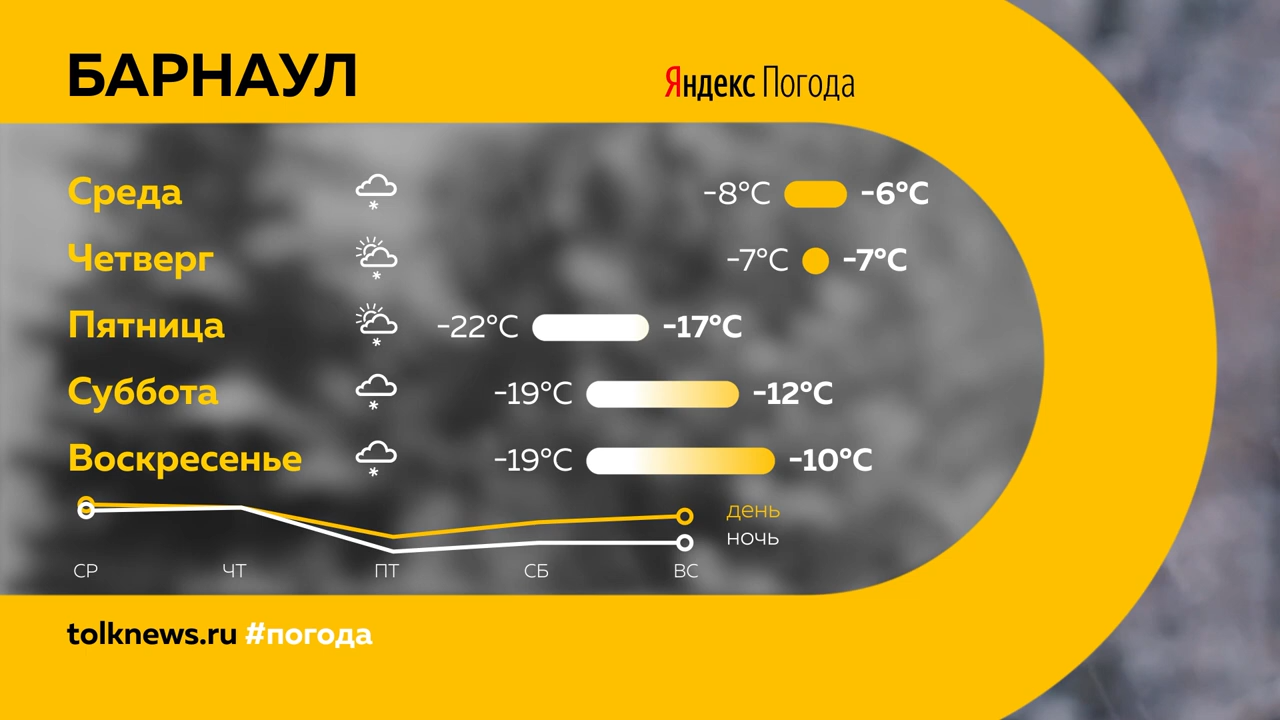 БАРНАУЛ
Яндекс Погода
Среда -8°C -6°C
Четверг -7°C -7°C
Пятница -22°C -17°C
Суббота -19°C -12°C
Воскресенье -19°C -10°C
день
ночь
СР ЧТ ПТ СБ ВС
tolknews.ru #погода